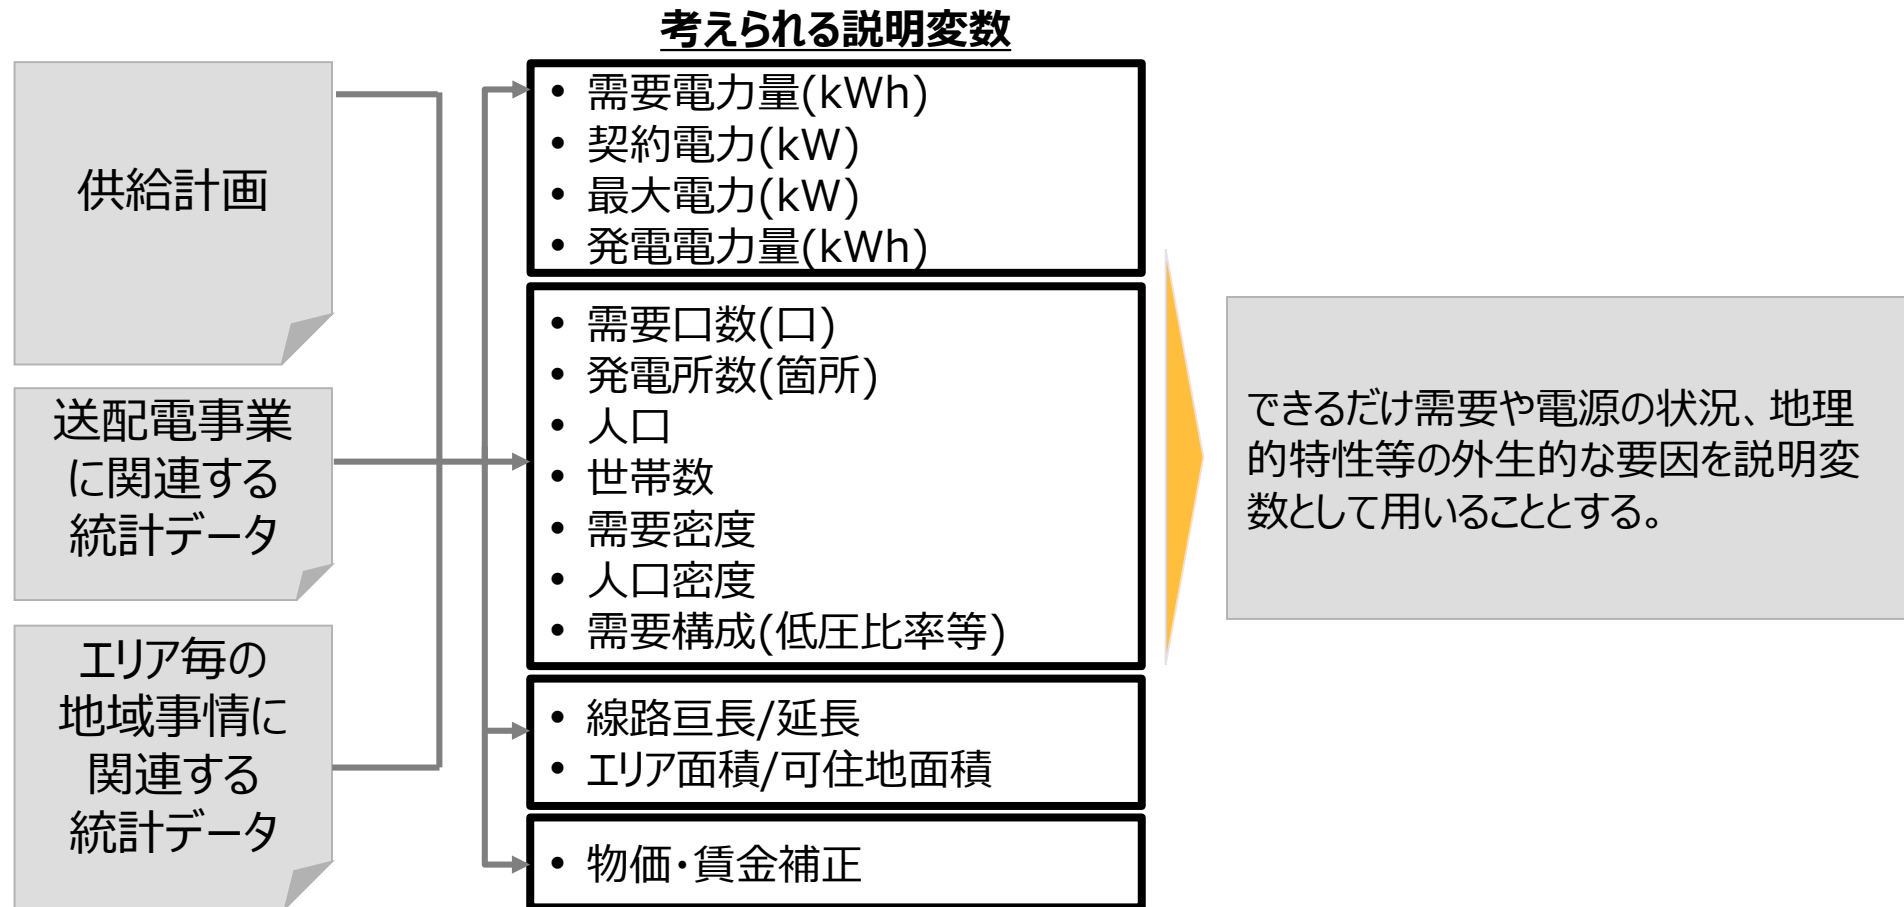 考えられる説明変数
供給計画
送配電事業
に関連する
統計データ
エリア毎の
地域事情に
関連する
統計データ
• 需要電力量(kWh)
• 契約電力(kW)
• 最大電力(kW)
• 発電電力量(kWh)
• 需要口数(口)
• 発電所数(箇所)
• 人口
• 世帯数
• 需要密度
• 人口密度
• 需要構成(低圧比率等)
• 線路亘長/延長
• エリア面積/可住地面積
• 物価・賃金補正
できるだけ需要や電源の状況、地理
的特性等の外生的な要因を説明変
数として用いることとする。